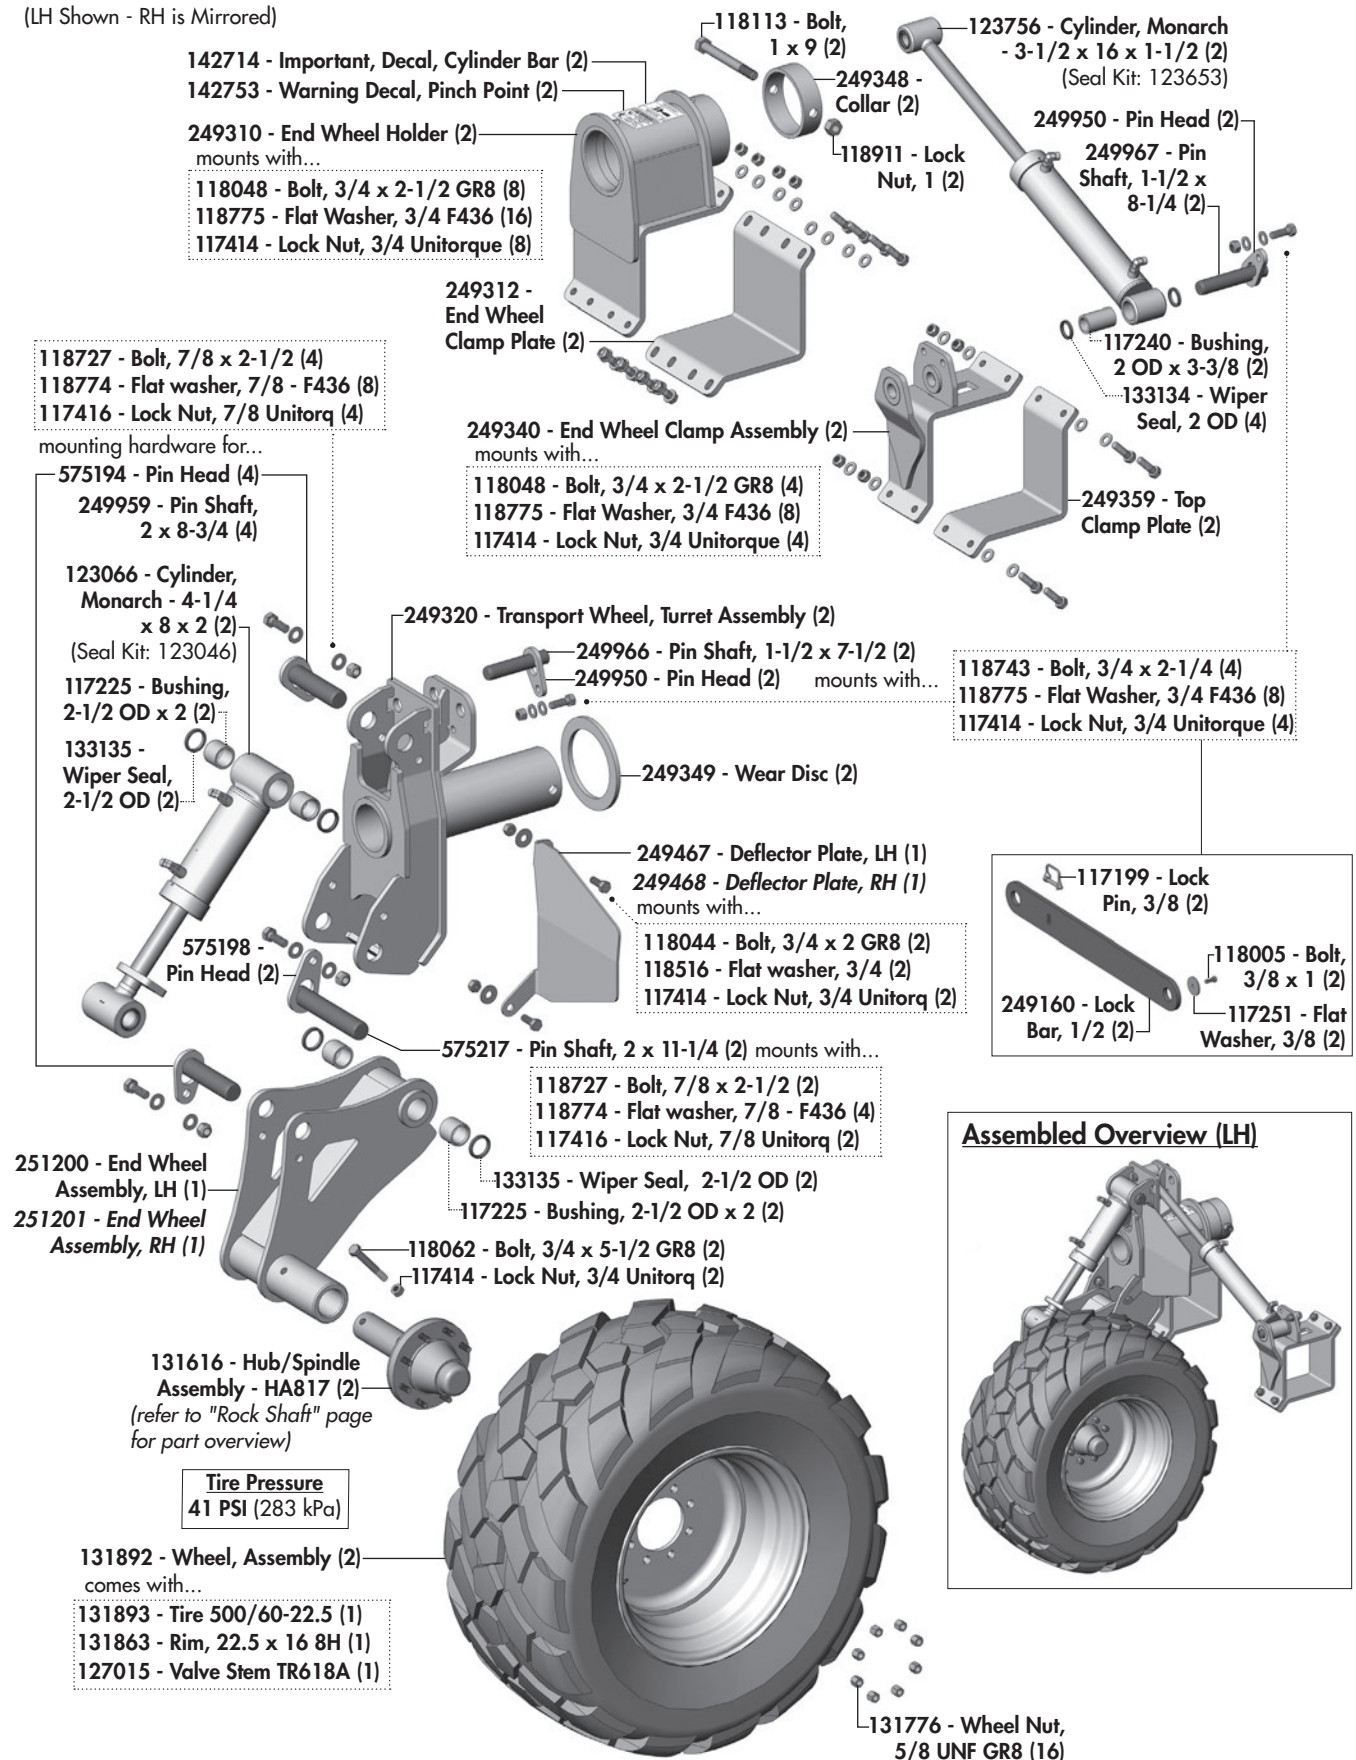 (LH Shown - RH is Mirrored)
142714 - Important, Decal, Cylinder Bar (2)
142753 - Warning Decal, Pinch Point (2)
249310 - End Wheel Holder (2)
mounts with...
118048 - Bolt, 3/4 x 2-1/2 GR8 (8)
118775 - Flat Washer, 3/4 F436 (16)
117414 - Lock Nut, 3/4 Unitorque (8)
118113 - Bolt,
1 x 9 (2)
249348 -
Collar (2)
118911 - Lock
Nut, 1 (2)
123756 - Cylinder, Monarch
- 3-1/2 x 16 x 1-1/2 (2)
(Seal Kit: 123653)
249950 - Pin Head (2)
249967 - Pin
Shaft, 1-1/2 x
8-1/4 (2)
249312 -
End Wheel
Clamp Plate (2)
117240 - Bushing,
2 OD x 3-3/8 (2)
133134 - Wiper
Seal, 2 OD (4)
118727 - Bolt, 7/8 x 2-1/2 (4)
118774 - Flat washer, 7/8 - F436 (8)
117416 - Lock Nut, 7/8 Unitorq (4)
mounting hardware for...
575194 - Pin Head (4)
249959 - Pin Shaft,
2 x 8-3/4 (4)
249340 - End Wheel Clamp Assembly (2)
mounts with...
118048 - Bolt, 3/4 x 2-1/2 GR8 (4)
118775 - Flat Washer, 3/4 F436 (8)
117414 - Lock Nut, 3/4 Unitorque (4)
249359 - Top
Clamp Plate (2)
123066 - Cylinder,
Monarch - 4-1/4
x 8 x 2 (2)
(Seal Kit: 123046)
117225 - Bushing,
2-1/2 OD x 2 (2)
133135 -
Wiper Seal,
2-1/2 OD (2)
249320 - Transport Wheel, Turret Assembly (2)
249966 - Pin Shaft, 1-1/2 x 7-1/2 (2)
249950 - Pin Head (2) mounts with...
118743 - Bolt, 3/4 x 2-1/4 (4)
118775 - Flat Washer, 3/4 F436 (8)
117414 - Lock Nut, 3/4 Unitorque (4)
249349 - Wear Disc (2)
249467 - Deflector Plate, LH (1)
249468 - Deflector Plate, RH (1)
mounts with...
118044 - Bolt, 3/4 x 2 GR8 (2)
118516 - Flat washer, 3/4 (2)
117414 - Lock Nut, 3/4 Unitorq (2)
117199 - Lock
Pin, 3/8 (2)
118005 - Bolt,
3/8 x 1 (2)
249160 - Lock
Bar, 1/2 (2)
117251 - Flat
Washer, 3/8 (2)
575198 -
Pin Head (2)
575217 - Pin Shaft, 2 x 11-1/4 (2) mounts with...
118727 - Bolt, 7/8 x 2-1/2 (2)
118774 - Flat washer, 7/8 - F436 (4)
117416 - Lock Nut, 7/8 Unitorq (2)
133135 - Wiper Seal, 2-1/2 OD (2)
117225 - Bushing, 2-1/2 OD x 2 (2)
251200 - End Wheel
Assembly, LH (1)
251201 - End Wheel
Assembly, RH (1)
118062 - Bolt, 3/4 x 5-1/2 GR8 (2)
117414 - Lock Nut, 3/4 Unitorq (2)
Assembled Overview (LH)
131616 - Hub/Spindle
Assembly - HA817 (2)
(refer to "Rock Shaft" page
for part overview)
Tire Pressure
41 PSI (283 kPa)
131892 - Wheel, Assembly (2)
comes with...
131893 - Tire 500/60-22.5 (1)
131863 - Rim, 22.5 x 16 8H (1)
127015 - Valve Stem TR618A (1)
131776 - Wheel Nut,
5/8 UNF GR8 (16)